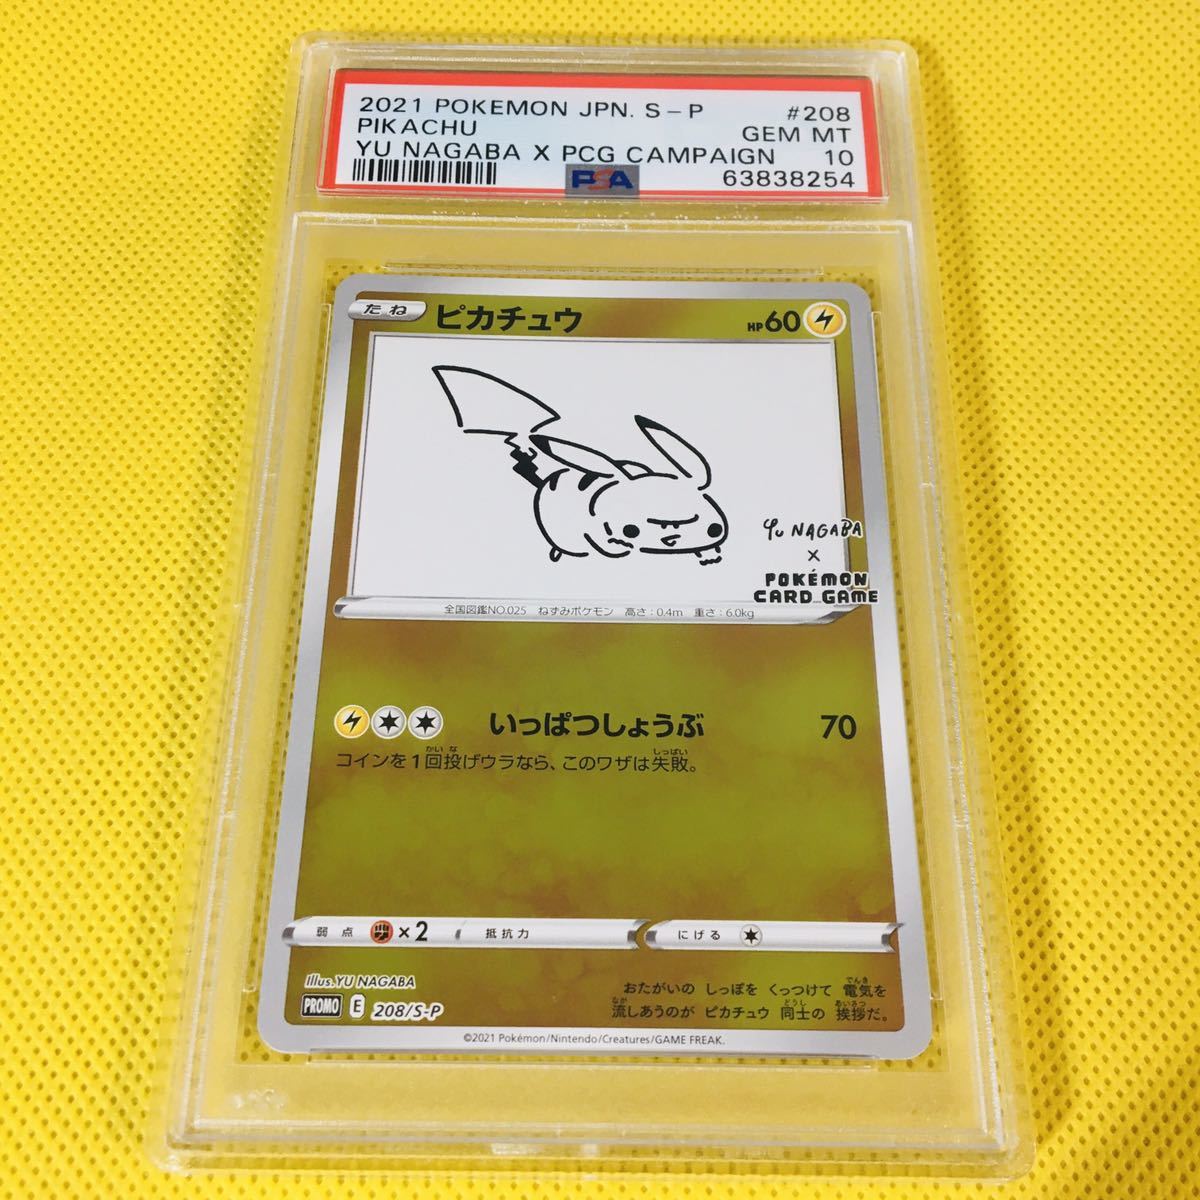 2021 POKEMON JPN. S-P #208
PIKACHU GEM MT
YU NAGABA X PCG CAMPAIGN 10
PSA 63838254
たね ピカチュウ HP60
Yu NAGABA
×
POKÉMON
CARD GAME
全国図鑑NO.025 ねずみポケモン 高さ:0.4m 重さ:6.0kg
いっぱつしょうぶ 70
コインを1回投げウラなら、このワザは失敗。
弱点 ×2 抵抗力 にげる
Illus.YU NAGABA
PROMO E 208/S-P
おたがいの しっぽを くっつけて 電気を
流しあうのが ピカチュウ 同士の 挨拶だ。
©2021 Pokémon/Nintendo/Creatures/GAME FREAK.